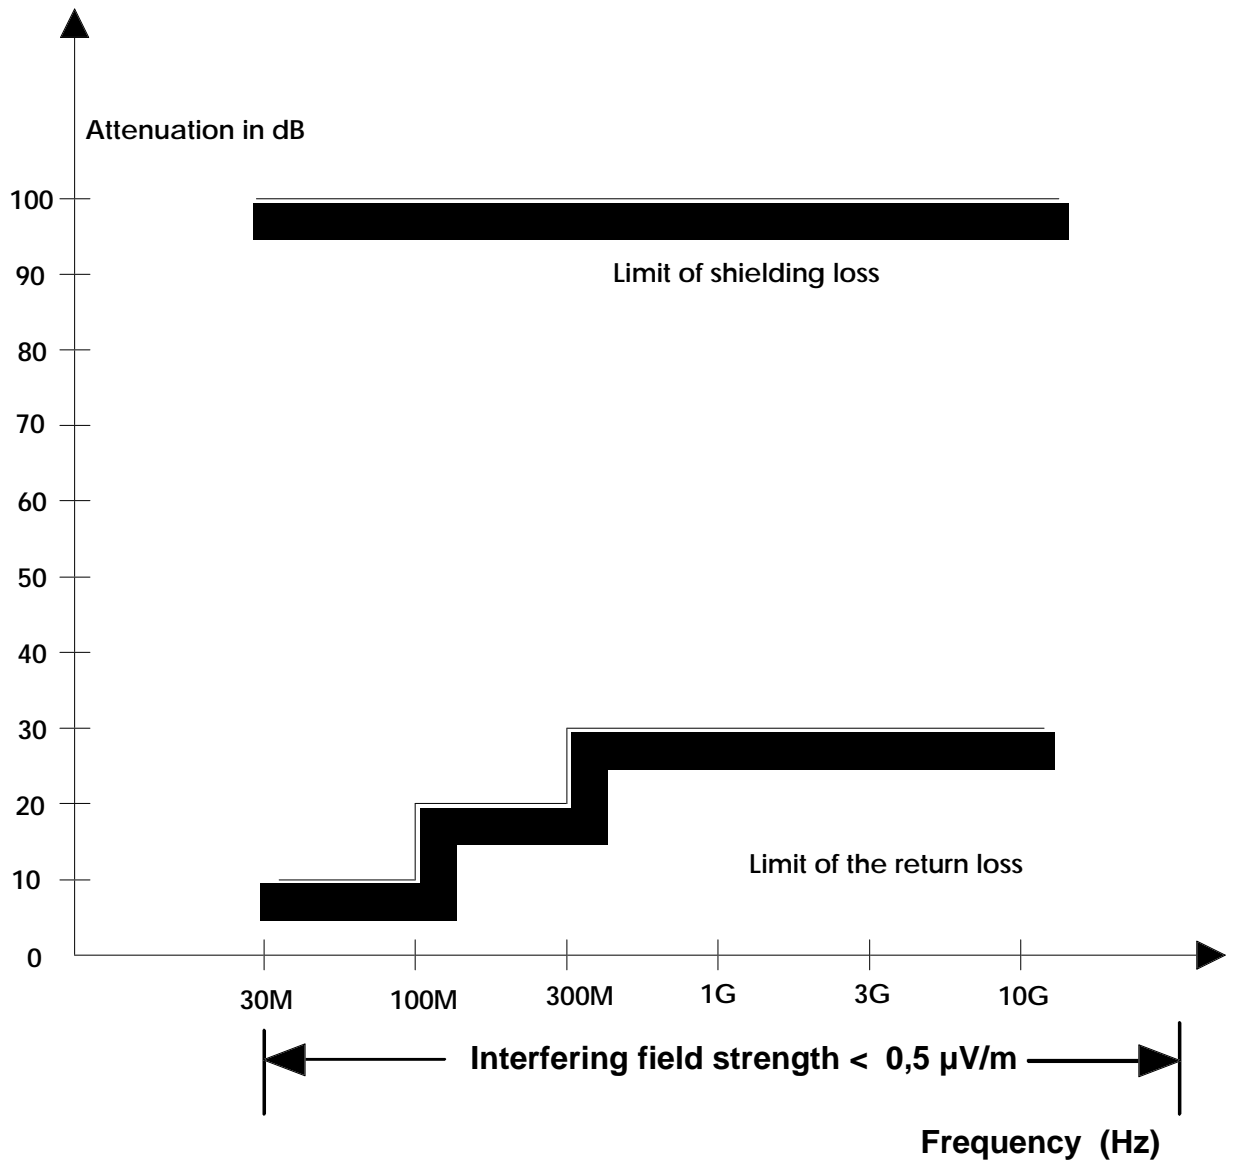 Attenuation in dB
100
90
Limit of shielding loss
80
70
60
50
40
30
20
10
Limit of the return loss
0
30M
100M
300M
1G
3G
10G
Interfering field strength < 0,5 µV/m
Frequency (Hz)